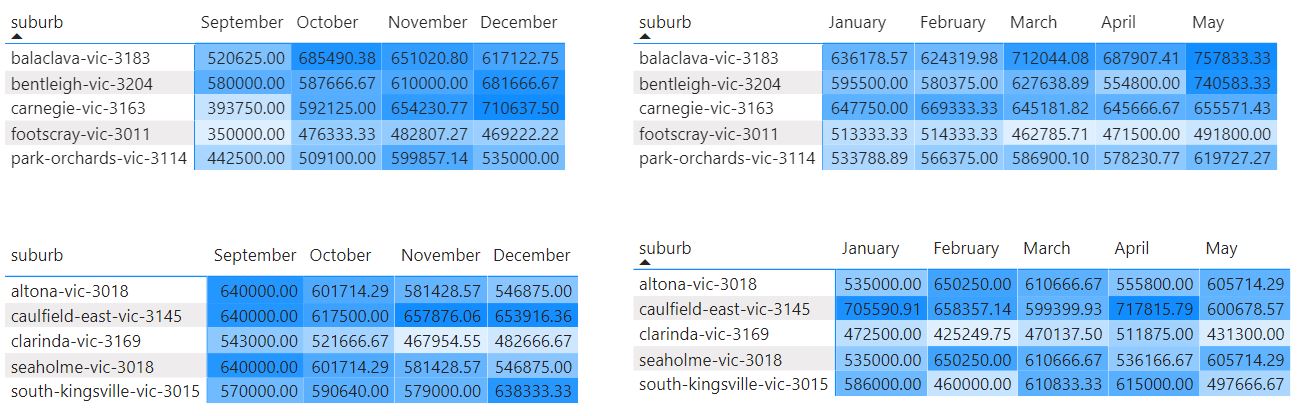 suburb September October November December
balaclava-vic-3183 520625.00 685490.38 651020.80 617122.75
bentleigh-vic-3204 580000.00 587666.67 610000.00 681666.67
carnegie-vic-3163 393750.00 592125.00 654230.77 710637.50
footscray-vic-3011 350000.00 476333.33 482807.27 469222.22
park-orchards-vic-3114 442500.00 509100.00 599857.14 535000.00
suburb January February March April May
balaclava-vic-3183 636178.57 624319.98 712044.08 687907.41 757833.33
bentleigh-vic-3204 595500.00 580375.00 627638.89 554800.00 740583.33
carnegie-vic-3163 647750.00 669333.33 645181.82 645666.67 655571.43
footscray-vic-3011 513333.33 514333.33 462785.71 471500.00 491800.00
park-orchards-vic-3114 533788.89 566375.00 586900.10 578230.77 619727.27
suburb September October November December
altona-vic-3018 640000.00 601714.29 581428.57 546875.00
caulfield-east-vic-3145 640000.00 617500.00 657876.06 653916.36
clarinda-vic-3169 543000.00 521666.67 467954.55 482666.67
seaholme-vic-3018 640000.00 601714.29 581428.57 546875.00
south-kingsville-vic-3015 570000.00 590640.00 579000.00 638333.33
suburb January February March April May
altona-vic-3018 535000.00 650250.00 610666.67 555800.00 605714.29
caulfield-east-vic-3145 705590.91 658357.14 599399.93 717815.79 600678.57
clarinda-vic-3169 472500.00 425249.75 470137.50 511875.00 431300.00
seaholme-vic-3018 535000.00 650250.00 610666.67 536166.67 605714.29
south-kingsville-vic-3015 586000.00 460000.00 610833.33 615000.00 497666.67